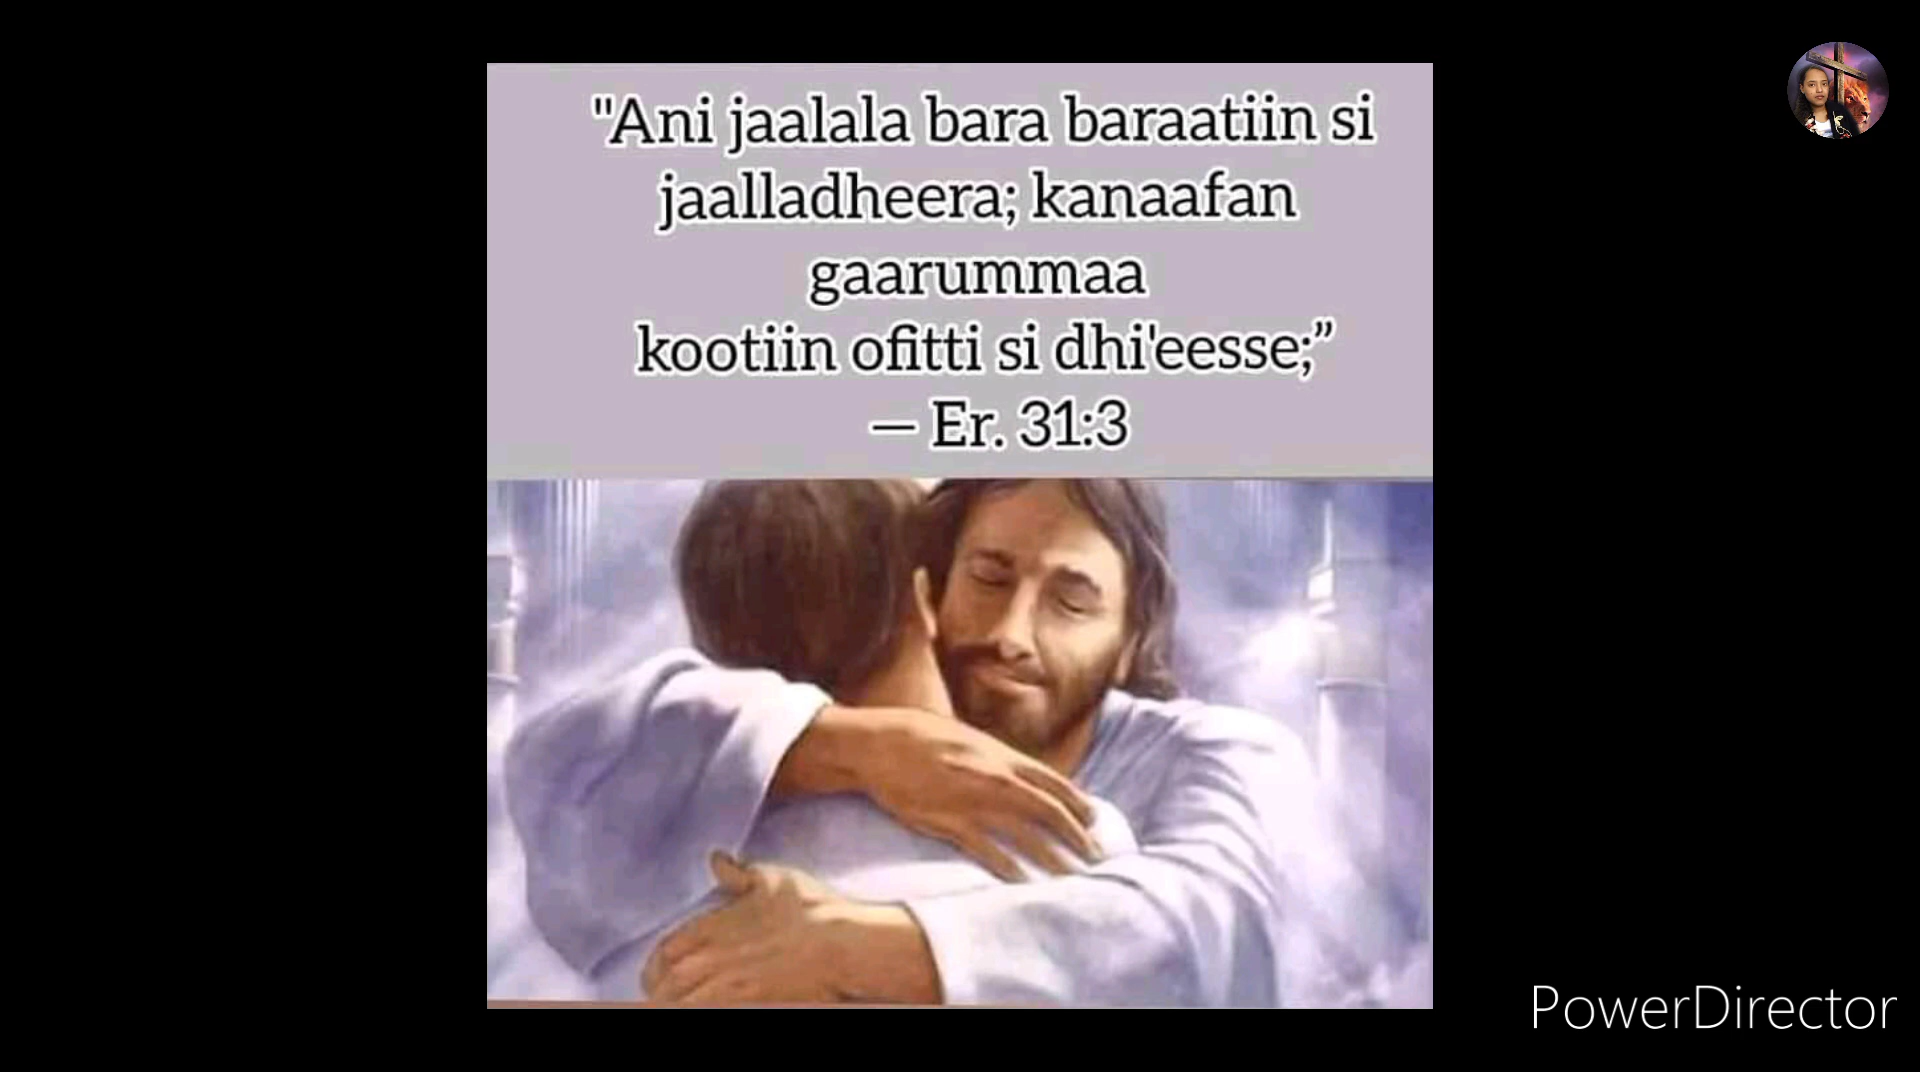 "Ani jaalala bara baraatiin si
jaalladheera; kanaafan
gaarummaa
kootiin ofitti si dhi'eesse;”
— Er. 31:3
PowerDirector